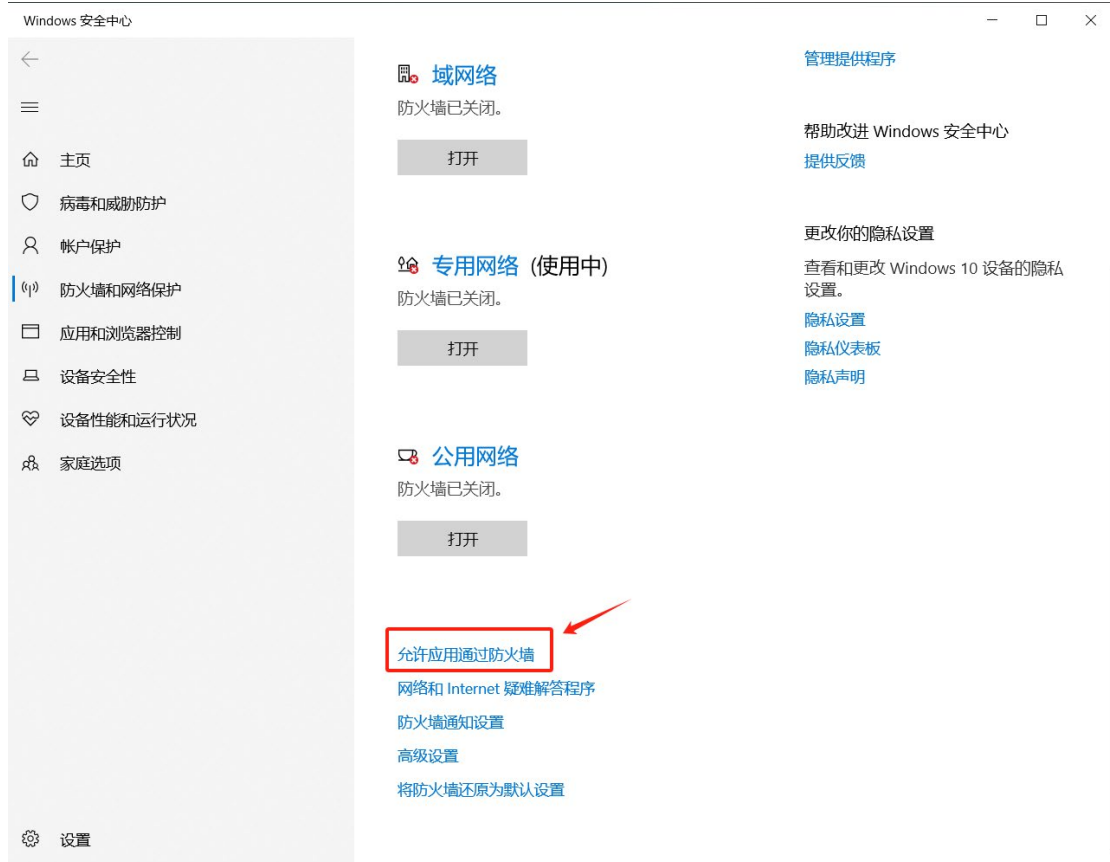 Windows 安全中心
主页
病毒和威胁防护
帐户保护
防火墙和网络保护
应用和浏览器控制
设备安全性
设备性能和运行状况
家庭选项
设置
域网络
防火墙已关闭。
打开
专用网络 (使用中)
防火墙已关闭。
打开
公用网络
防火墙已关闭。
打开
允许应用通过防火墙
网络和 Internet 疑难解答程序
防火墙通知设置
高级设置
将防火墙还原为默认设置
管理提供程序
帮助改进 Windows 安全中心
提供反馈
更改你的隐私设置
查看和更改 Windows 10 设备的隐私
设置。
隐私设置
隐私仪表板
隐私声明